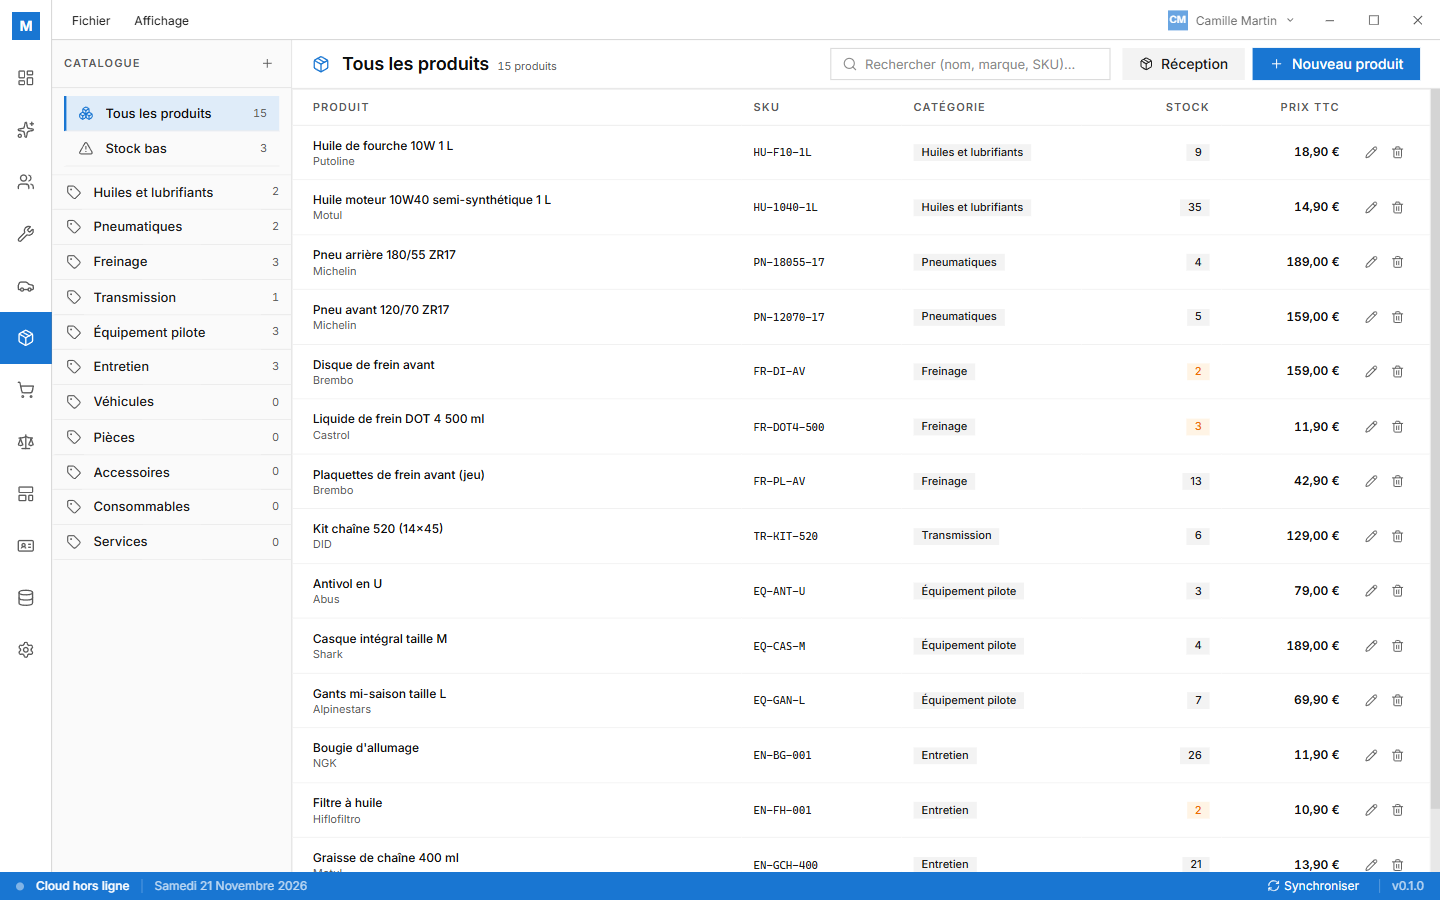 M
Fichier
Affichage
CM
Camille Martin
CATALOGUE
Tous les produits 15
Stock bas 3
Huiles et lubrifiants 2
Pneumatiques 2
Freinage 3
Transmission 1
Équipement pilote 3
Entretien 3
Véhicules 0
Pièces 0
Accessoires 0
Consommables 0
Services 0
Tous les produits 15 produits
Rechercher (nom, marque, SKU)...
Réception
Nouveau produit
PRODUIT SKU CATÉGORIE STOCK PRIX TTC
Huile de fourche 10W 1 L
Putoline
HU-F10-1L Huiles et lubrifiants 9 18,90 €
Huile moteur 10W40 semi-synthétique 1 L
Motul
HU-1040-1L Huiles et lubrifiants 35 14,90 €
Pneu arrière 180/55 ZR17
Michelin
PN-18055-17 Pneumatiques 4 189,00 €
Pneu avant 120/70 ZR17
Michelin
PN-12070-17 Pneumatiques 5 159,00 €
Disque de frein avant
Brembo
FR-DI-AV Freinage 2 159,00 €
Liquide de frein DOT 4 500 ml
Castrol
FR-DOT4-500 Freinage 3 11,90 €
Plaquettes de frein avant (jeu)
Brembo
FR-PL-AV Freinage 13 42,90 €
Kit chaîne 520 (14×45)
DID
TR-KIT-520 Transmission 6 129,00 €
Antivol en U
Abus
EQ-ANT-U Équipement pilote 3 79,00 €
Casque intégral taille M
Shark
EQ-CAS-M Équipement pilote 4 189,00 €
Gants mi-saison taille L
Alpinestars
EQ-GAN-L Équipement pilote 7 69,90 €
Bougie d'allumage
NGK
EN-BG-001 Entretien 26 11,90 €
Filtre à huile
Hiflofiltro
EN-FH-001 Entretien 2 10,90 €
Graisse de chaîne 400 ml
EN-GCH-400 Entretien 21 13,90 €
Cloud hors ligne
Samedi 21 Novembre 2026
Synchroniser
v0.1.0